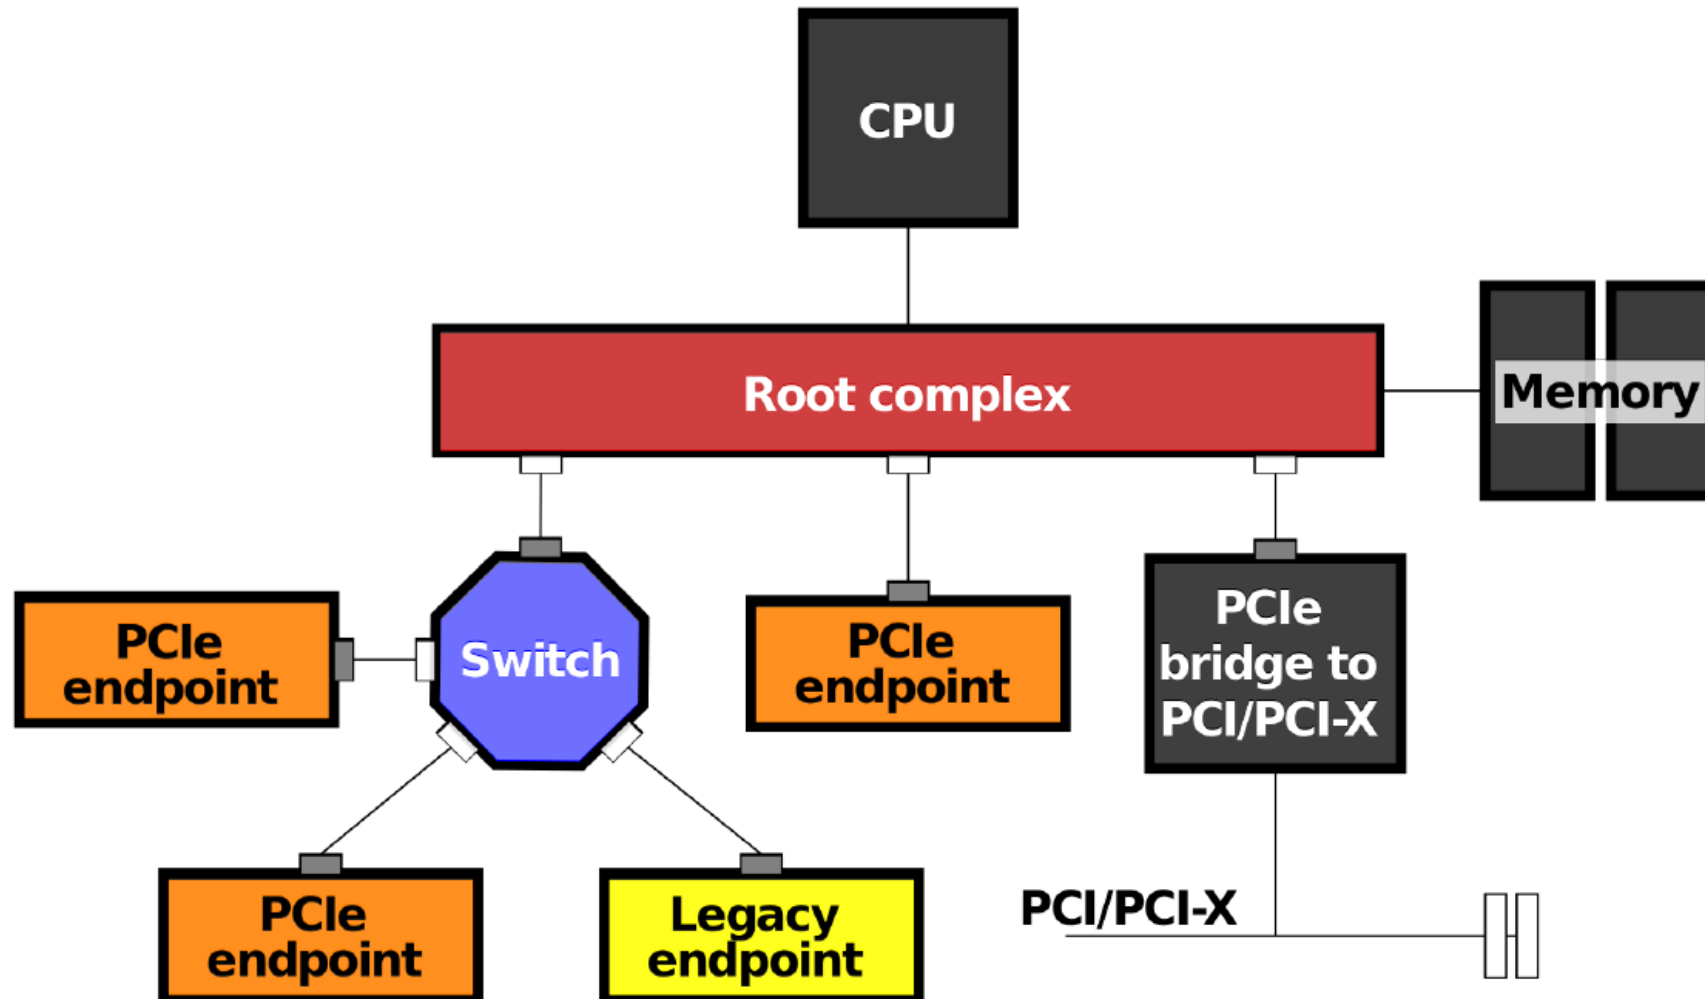 CPU
Root complex
Memory
PCIe
endpoint
Switch
PCIe
endpoint
PCIe
bridge to
PCI/PCI-X
PCIe
endpoint
Legacy
endpoint
PCI/PCI-X